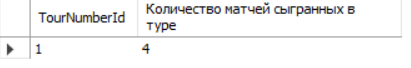 TourNumberId
Количество матчей сыгранных в
туре
1
4